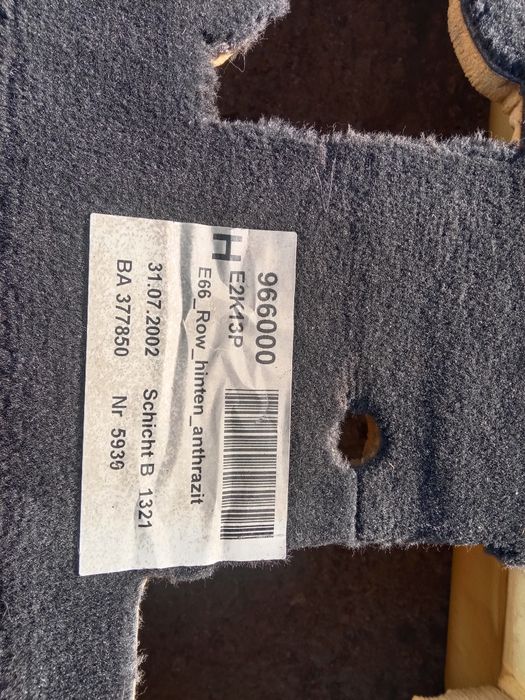 966000
H E2K13P
E66_Row_hinten_anthrazit
31.07.2002 Schicht B 1321
BA 377850 Nr 5930